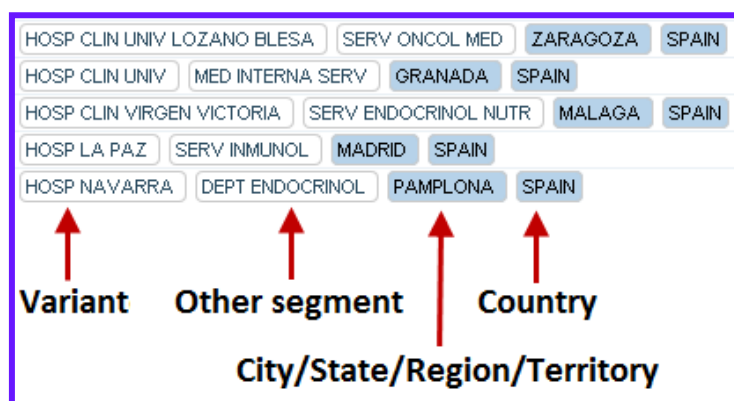 HOSP CLIN UNIV LOZANO BLESA SERV ONCOL MED ZARAGOZA SPAIN
HOSP CLIN UNIV MED INTERNA SERV GRANADA SPAIN
HOSP CLIN VIRGEN VICTORIA SERV ENDOCRINOL NUTR MALAGA SPAIN
HOSP LA PAZ SERV INMUNOL MADRID SPAIN
HOSP NAVARRA DEPT ENDOCRINOL PAMPLONA SPAIN
Variant Other segment Country
City/State/Region/Territory